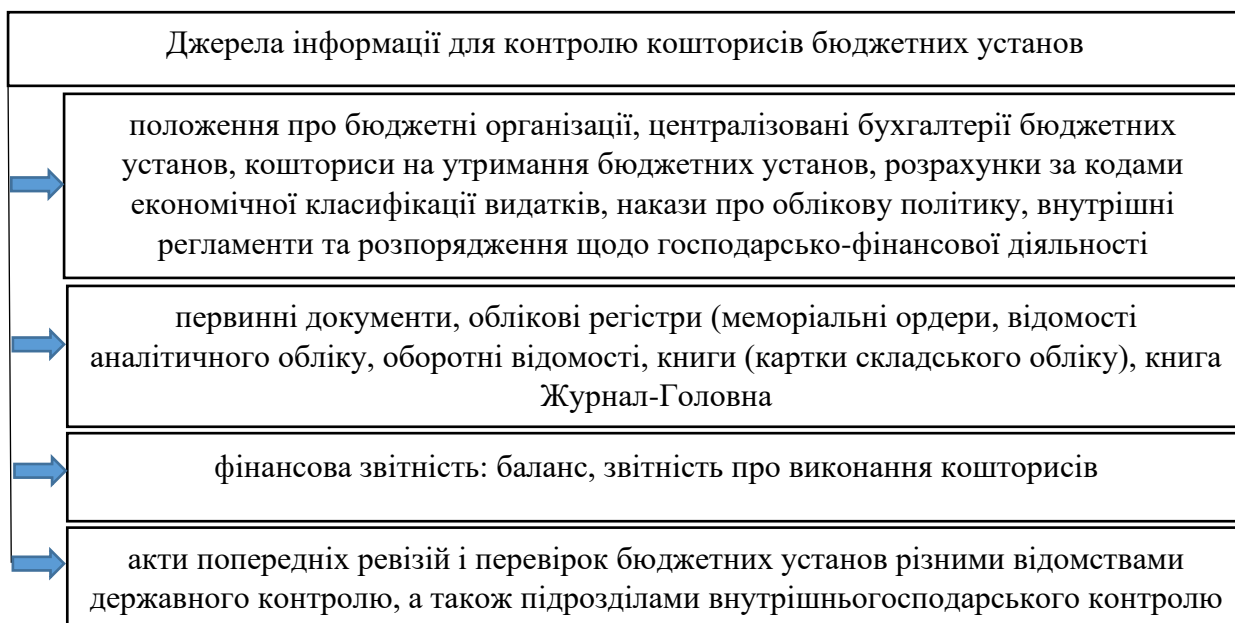 Джерела інформації для контролю кошторисів бюджетних установ
положення про бюджетні організації, централізовані бухгалтерії бюджетних
установ, кошториси на утримання бюджетних установ, розрахунки за кодами
економічної класифікації видатків, накази про облікову політику, внутрішні
регламенти та розпорядження щодо господарсько-фінансової діяльності
первинні документи, облікові регістри (меморіальні ордери, відомості
аналітичного обліку, оборотні відомості, книги (картки складського обліку), книга
Журнал-Головна
фінансова звітність: баланс, звітність про виконання кошторисів
акти попередніх ревізій і перевірок бюджетних установ різними відомствами
державного контролю, а також підрозділами внутрішньогосподарського контролю